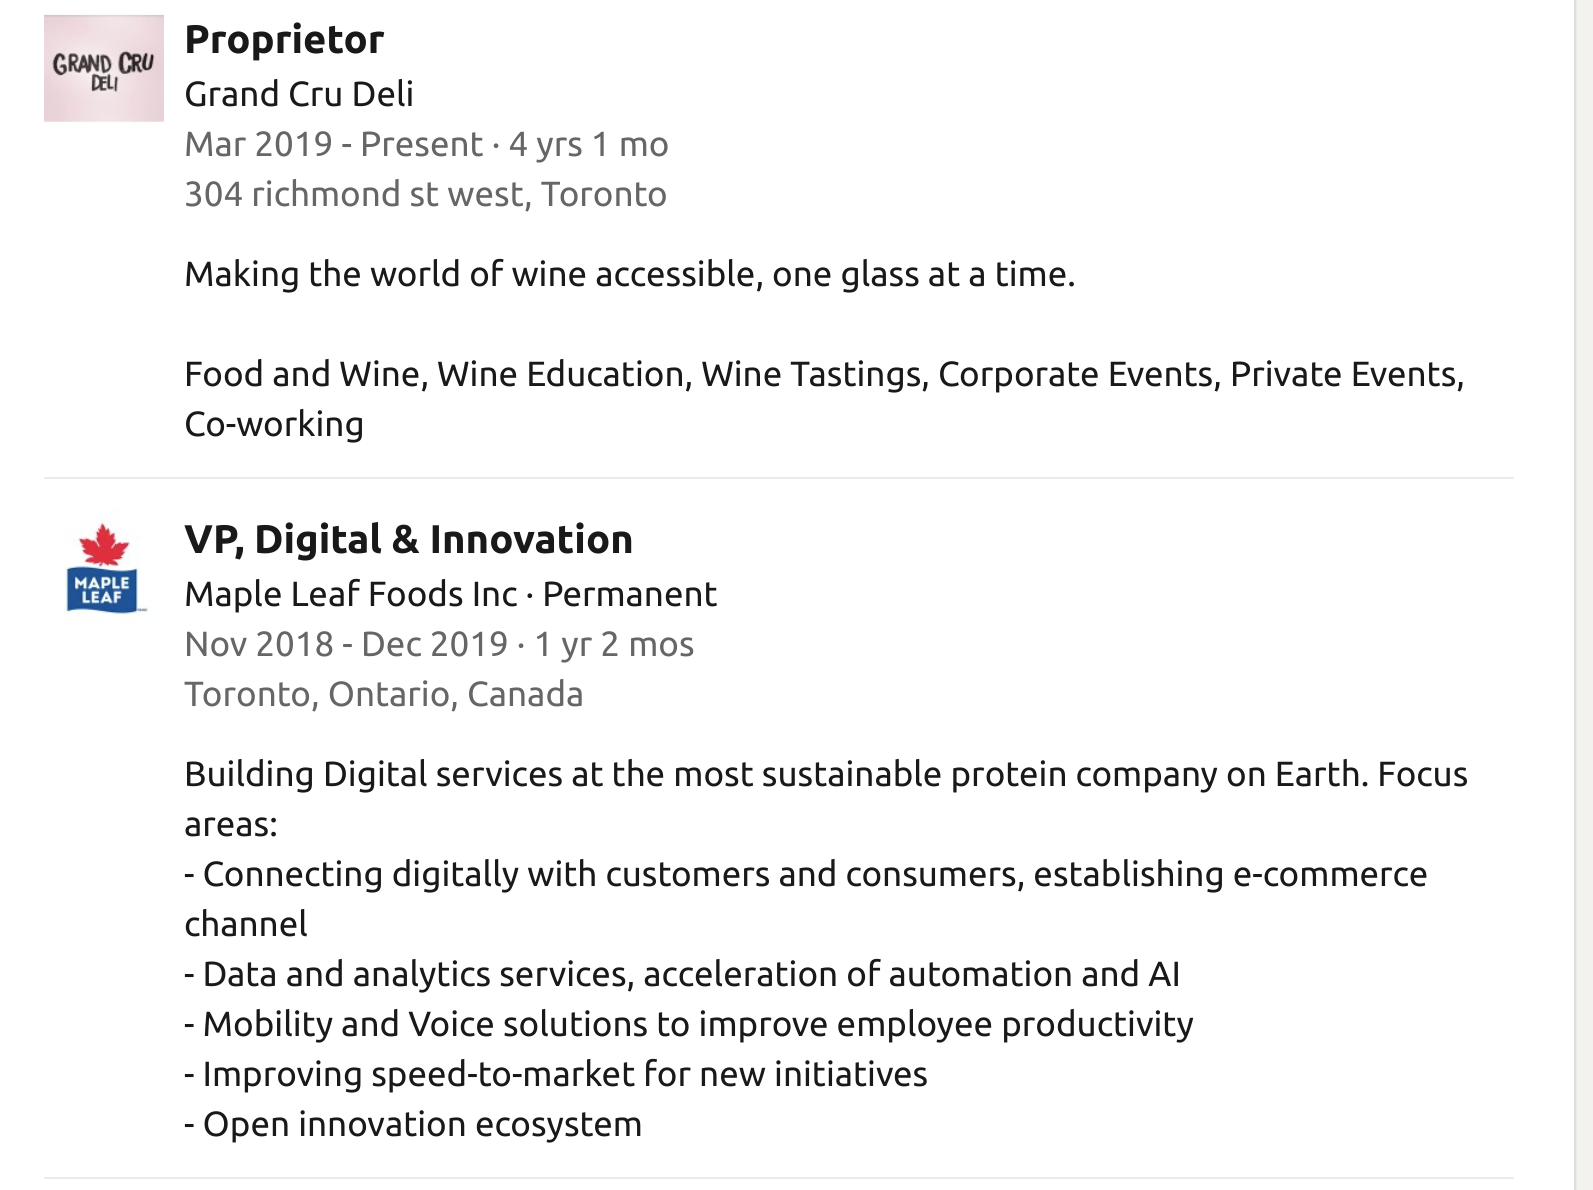 GRAND CRU
DELI
Proprietor
Grand Cru Deli
Mar 2019 - Present · 4 yrs 1 mo
304 richmond st west, Toronto
Making the world of wine accessible, one glass at a time.
Food and Wine, Wine Education, Wine Tastings, Corporate Events, Private Events,
Co-working
MAPLE
LEAF
VP, Digital & Innovation
Maple Leaf Foods Inc · Permanent
Nov 2018 - Dec 2019 · 1 yr 2 mos
Toronto, Ontario, Canada
Building Digital services at the most sustainable protein company on Earth. Focus
areas:
- Connecting digitally with customers and consumers, establishing e-commerce
channel
- Data and analytics services, acceleration of automation and AI
- Mobility and Voice solutions to improve employee productivity
- Improving speed-to-market for new initiatives
- Open innovation ecosystem